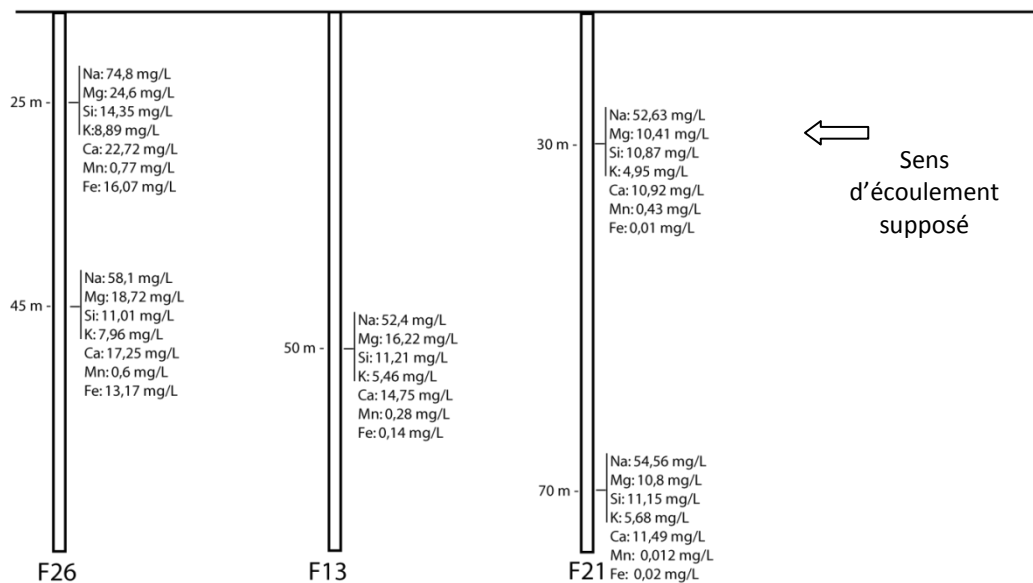 25 m -
Na: 74,8 mg/L
Mg: 24,6 mg/L
Si: 14,35 mg/L
K:8,89 mg/L
Ca: 22,72 mg/L
Mn: 0,77 mg/L
Fe: 16,07 mg/L
45 m -
Na: 58,1 mg/L
Mg: 18,72 mg/L
Si: 11,01 mg/L
K: 7,96 mg/L
Ca: 17,25 mg/L
Mn: 0,6 mg/L
Fe: 13,17 mg/L
F26
50 m -
Na: 52,4 mg/L
Mg: 16,22 mg/L
Si: 11,21 mg/L
K: 5,46 mg/L
Ca: 14,75 mg/L
Mn: 0,28 mg/L
Fe: 0,14 mg/L
F13
30 m -
Na: 52,63 mg/L
Mg: 10,41 mg/L
Si: 10,87 mg/L
K: 4,95 mg/L
Ca: 10,92 mg/L
Mn: 0,43 mg/L
Fe: 0,01 mg/L
70 m -
Na: 54,56 mg/L
Mg: 10,8 mg/L
Si: 11,15 mg/L
K: 5,68 mg/L
Ca: 11,49 mg/L
Mn: 0,012 mg/L
Fe: 0,02 mg/L
F21
Sens
d’écoulement
supposé